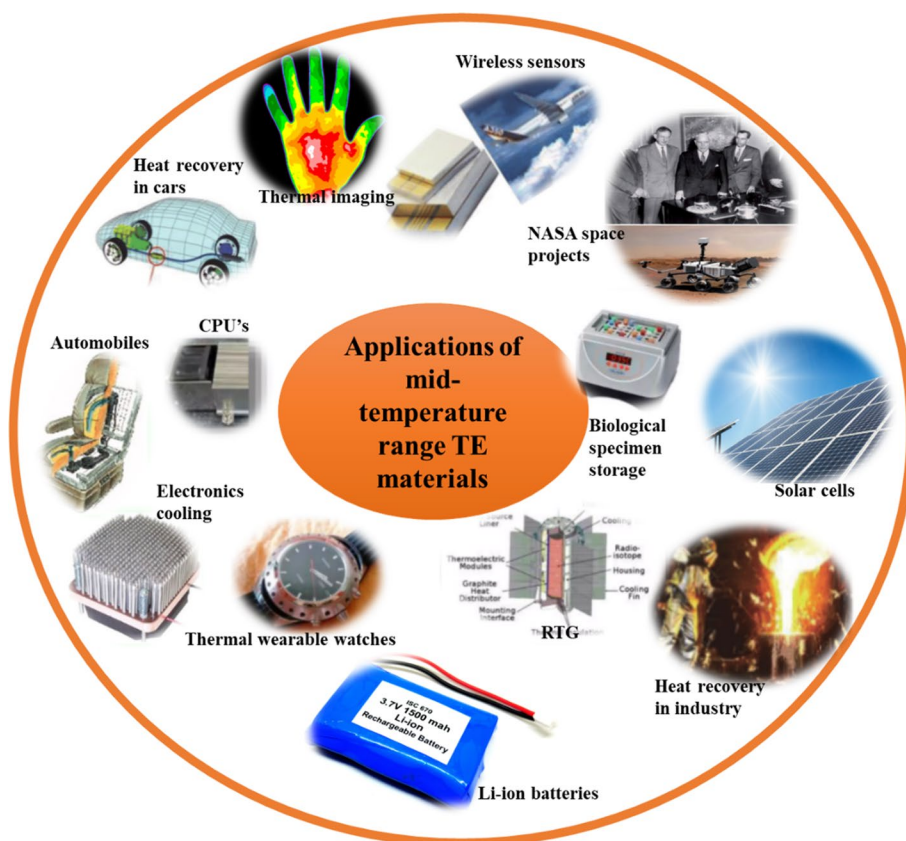 Wireless sensors
Heat recovery
in cars
Thermal imaging
NASA space
projects
CPU's
Automobiles
Applications of
mid-
temperature
range TE
materials
Biological
specimen
storage
Solar cells
Electronics
cooling
Liner
Cooling
Thermoelectric
Modules
Radio-
isotope
Housing
Graphite
Heat
Distributor
Cooling
Fin
Mounting
Interface
RTG
Thermal wearable watches
Heat recovery
in industry
ISC 670
3.7V 1500 mah
Li-ion
Rechargeable Battery
Li-ion batteries